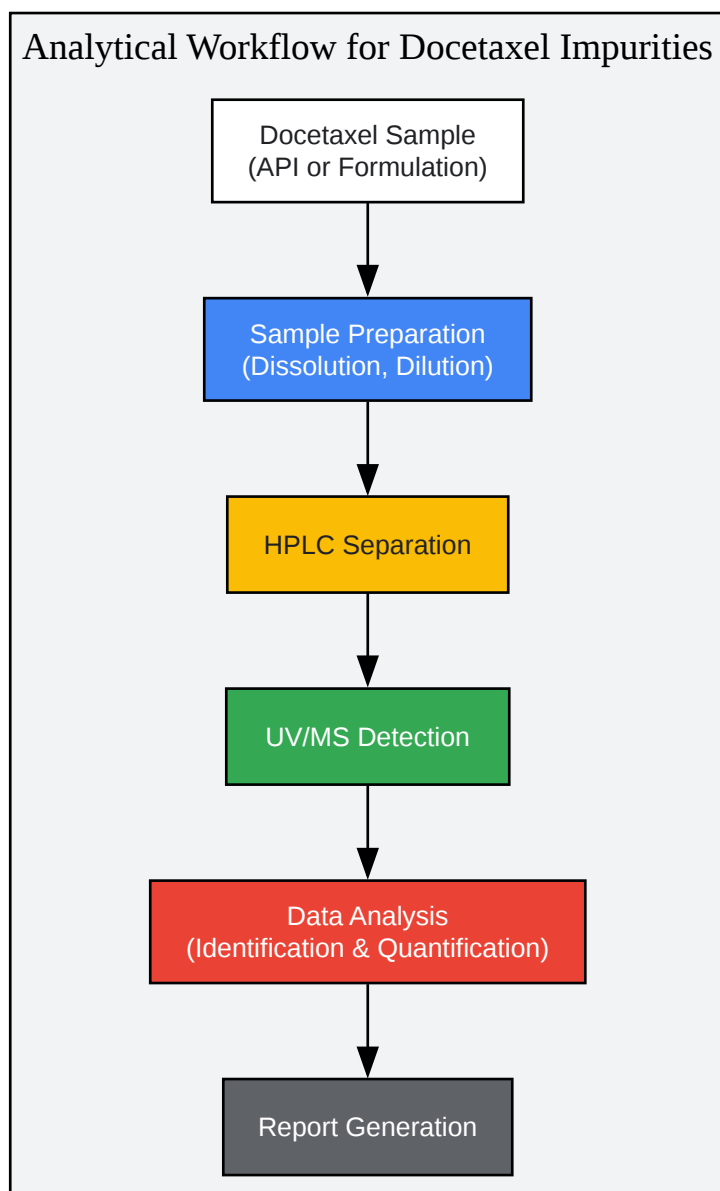 Analytical Workflow for Docetaxel Impurities
Docetaxel Sample
(API or Formulation)
Sample Preparation
(Dissolution, Dilution)
HPLC Separation
UV/MS Detection
Data Analysis
(Identification & Quantification)
Report Generation